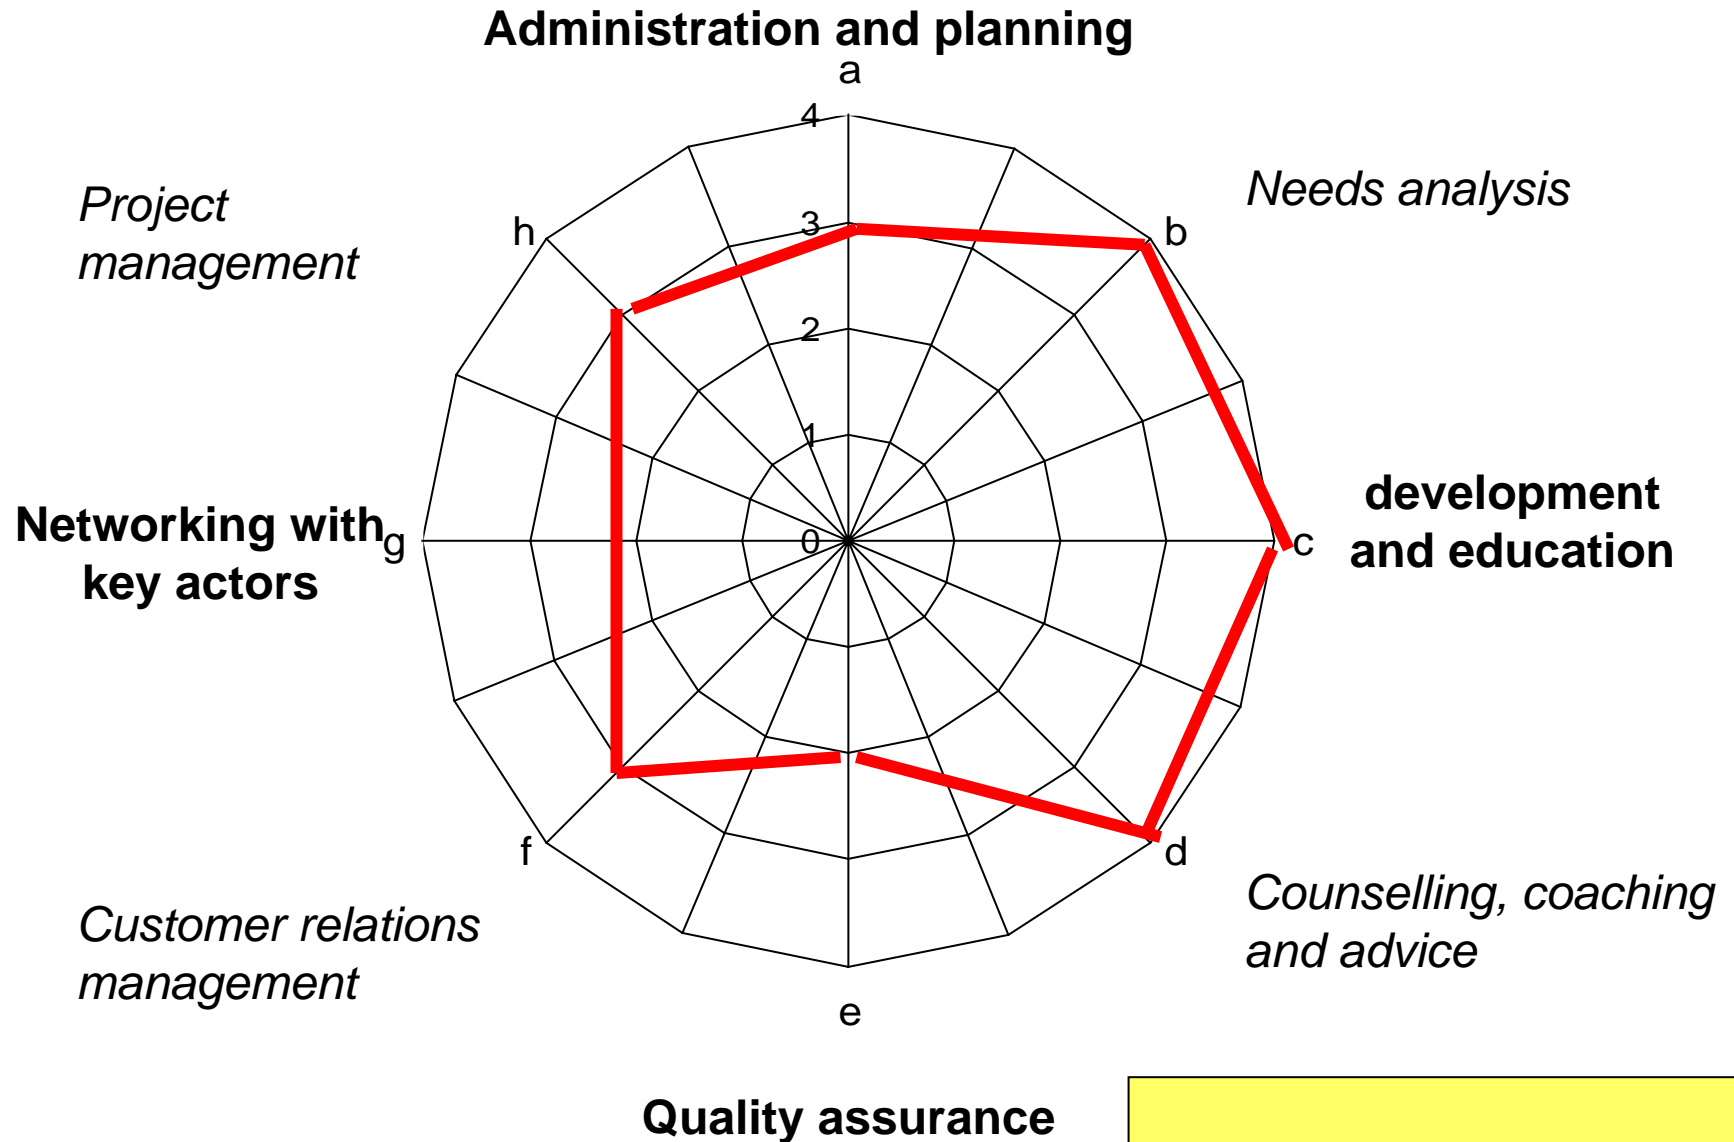 Administration and planning
a
4
Needs analysis
Project
management
h
3
b
2
1
Networking with
key actors
g
0
c
development
and education
f
d
Counselling, coaching
and advice
Customer relations
management
e
Quality assurance